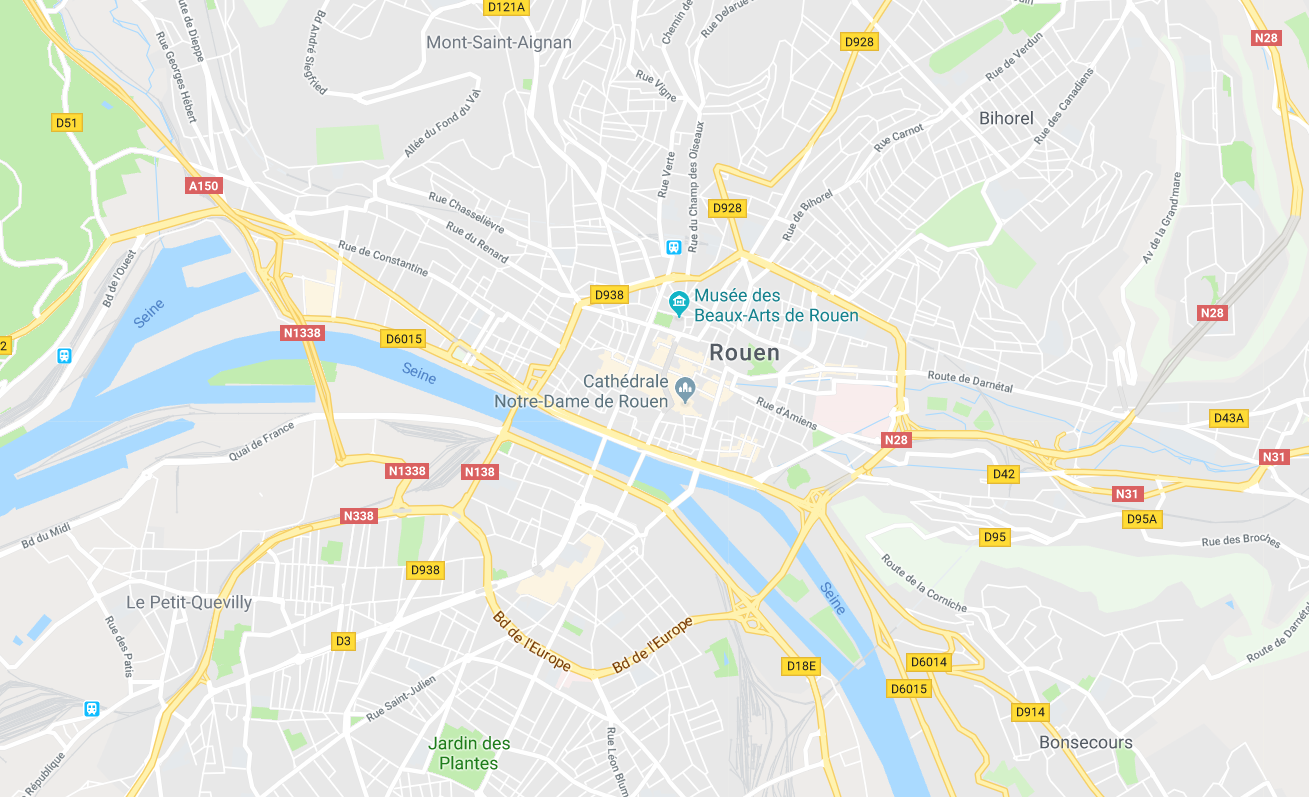 D121A
Bd André Siegfried
Rue Delarue
Chemin de
Mont-Saint-Aignan
D928
N28
Rue Georges Hébert
Rue de Verdun
Rue Vigne
Rue des Canadiens
D51
Allée du Fond du Val
Bihorel
Rue Carnot
Rue Verte
Rue du Champ des Oiseaux
A150
Rue Chasselièvre
D928
Rue de Bihorel
Av de la Grand'mare
Rue du Renard
Rue de Constantine
Bd de l'Ouest
D938
Musée des
Beaux-Arts de Rouen
Seine
N28
N1338
D6015
2
Rouen
Seine
Cathédrale
Notre-Dame de Rouen
Route de Darnétal
Rue d'Amiens
D43A
Quai de France
N28
N31
N1338
N138
D42
N31
N338
D95A
Bd du Midi
D95
Rue des Broches
D938
Route de la Corniche
Seine
Le Petit-Quevilly
Rue des Patis
Bd de l'Europe
Bd de l'Europe
D3
Route de Darnétal
D18E
D6014
Rue Saint-Julien
D6015
D914
Jardin des
Plantes
Rue Léon Blum
Bonsecours
République